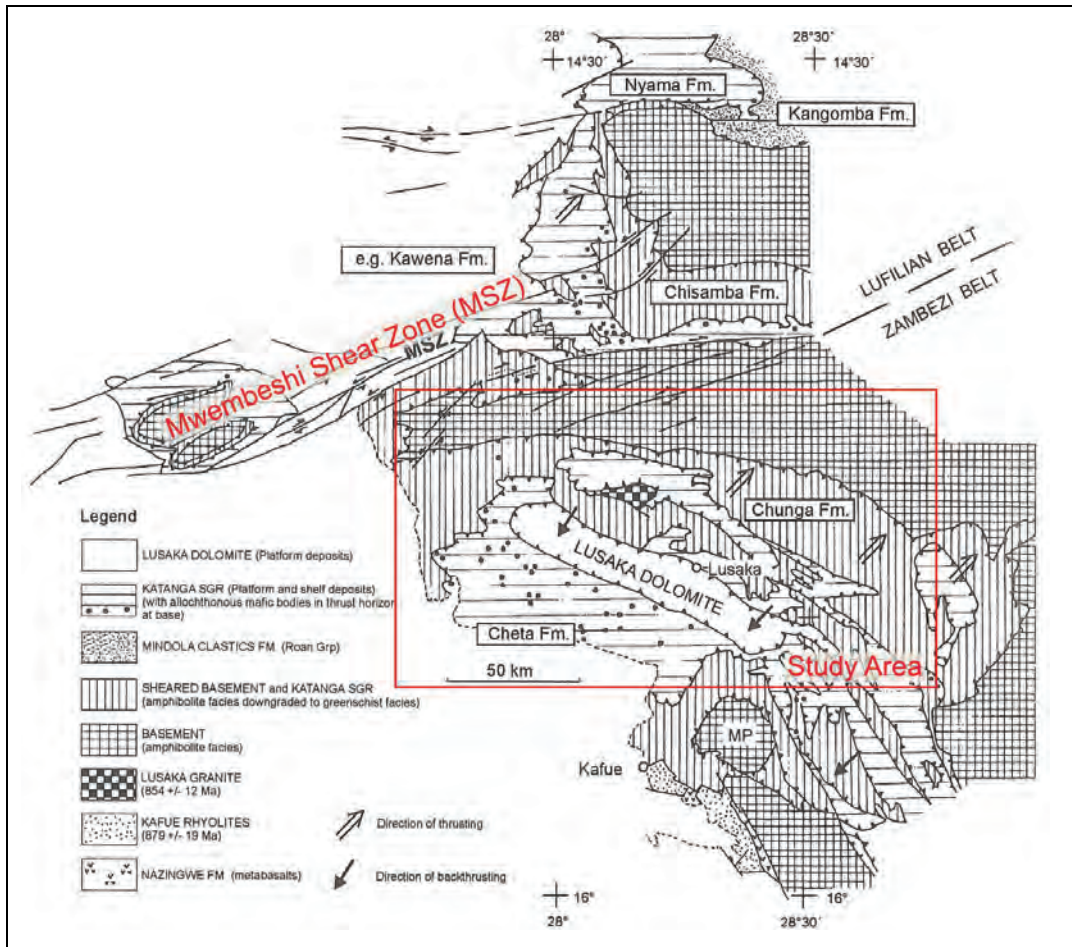 28°
28°30´
14°30´
14°30´
Nyama Fm.
Kangomba Fm.
e.g. Kawena Fm.
Chisamba Fm.
LUFILIAN BELT
ZAMBEZI BELT
Mwembeshi Shear Zone (MSZ)
MSZ
Chunga Fm.
Lusaka
LUSAKA DOLOMITE
Cheta Fm.
50 km
Study Area
MP
Kafue
Legend
LUSAKA DOLOMITE (Platform deposits)
KATANGA SGR (Platform and shelf deposits)
(with allochthonous mafic bodies in thrust horizon
at base)
MINDOLA CLASTICS FM. (Roan Grp)
SHEARED BASEMENT and KATANGA SGR
(amphibolite facies downgraded to greenschist facies)
BASEMENT
(amphibolite facies)
LUSAKA GRANITE
(854 +/- 12 Ma)
KAFUE RHYOLITES
(879 +/- 19 Ma)
NAZINGWE FM (metabasalts)
Direction of thrusting
Direction of backthrusting
16°
16°
28°
28°30´